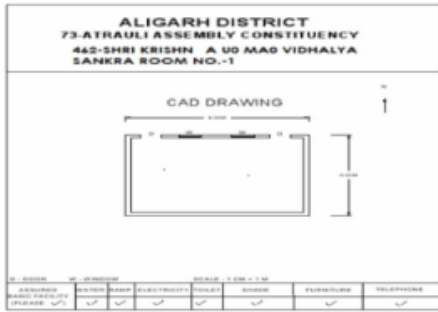 ALIGARH DISTRICT
73-ATRAULI ASSEMBLY CONSTITUENCY
462-SHRI KRISHN A U0 MA0 VIDHALYA
SANKRA ROOM NO.-1
CAD DRAWING
N
D W W D
D - DOOR W - WINDOW SCALE - 1 CM = 1 M
ASSURED BASIC FACILITY (PLEASE ✓) WATER RAMP ELECTRICITY TOILET SHADE FURNITURE TELEPHONE
✓ ✓ ✓ ✓ ✓ ✓ ✓